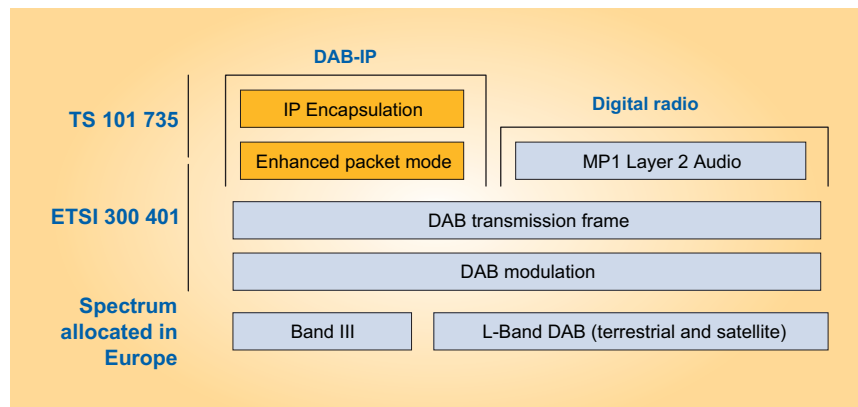 DAB-IP
IP Encapsulation
Digital radio
TS 101 735
Enhanced packet mode
MP1 Layer 2 Audio
ETSI 300 401
DAB transmission frame
DAB modulation
Spectrum
allocated in
Europe
Band III
L-Band DAB (terrestrial and satellite)